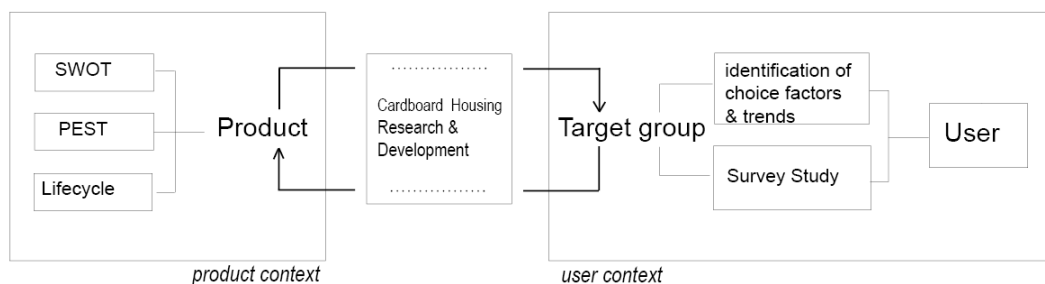 SWOT
PEST
Lifecycle
Product
product context
Cardboard Housing
Research &
Development
Target group
identification of
choice factors
& trends
Survey Study
User
user context